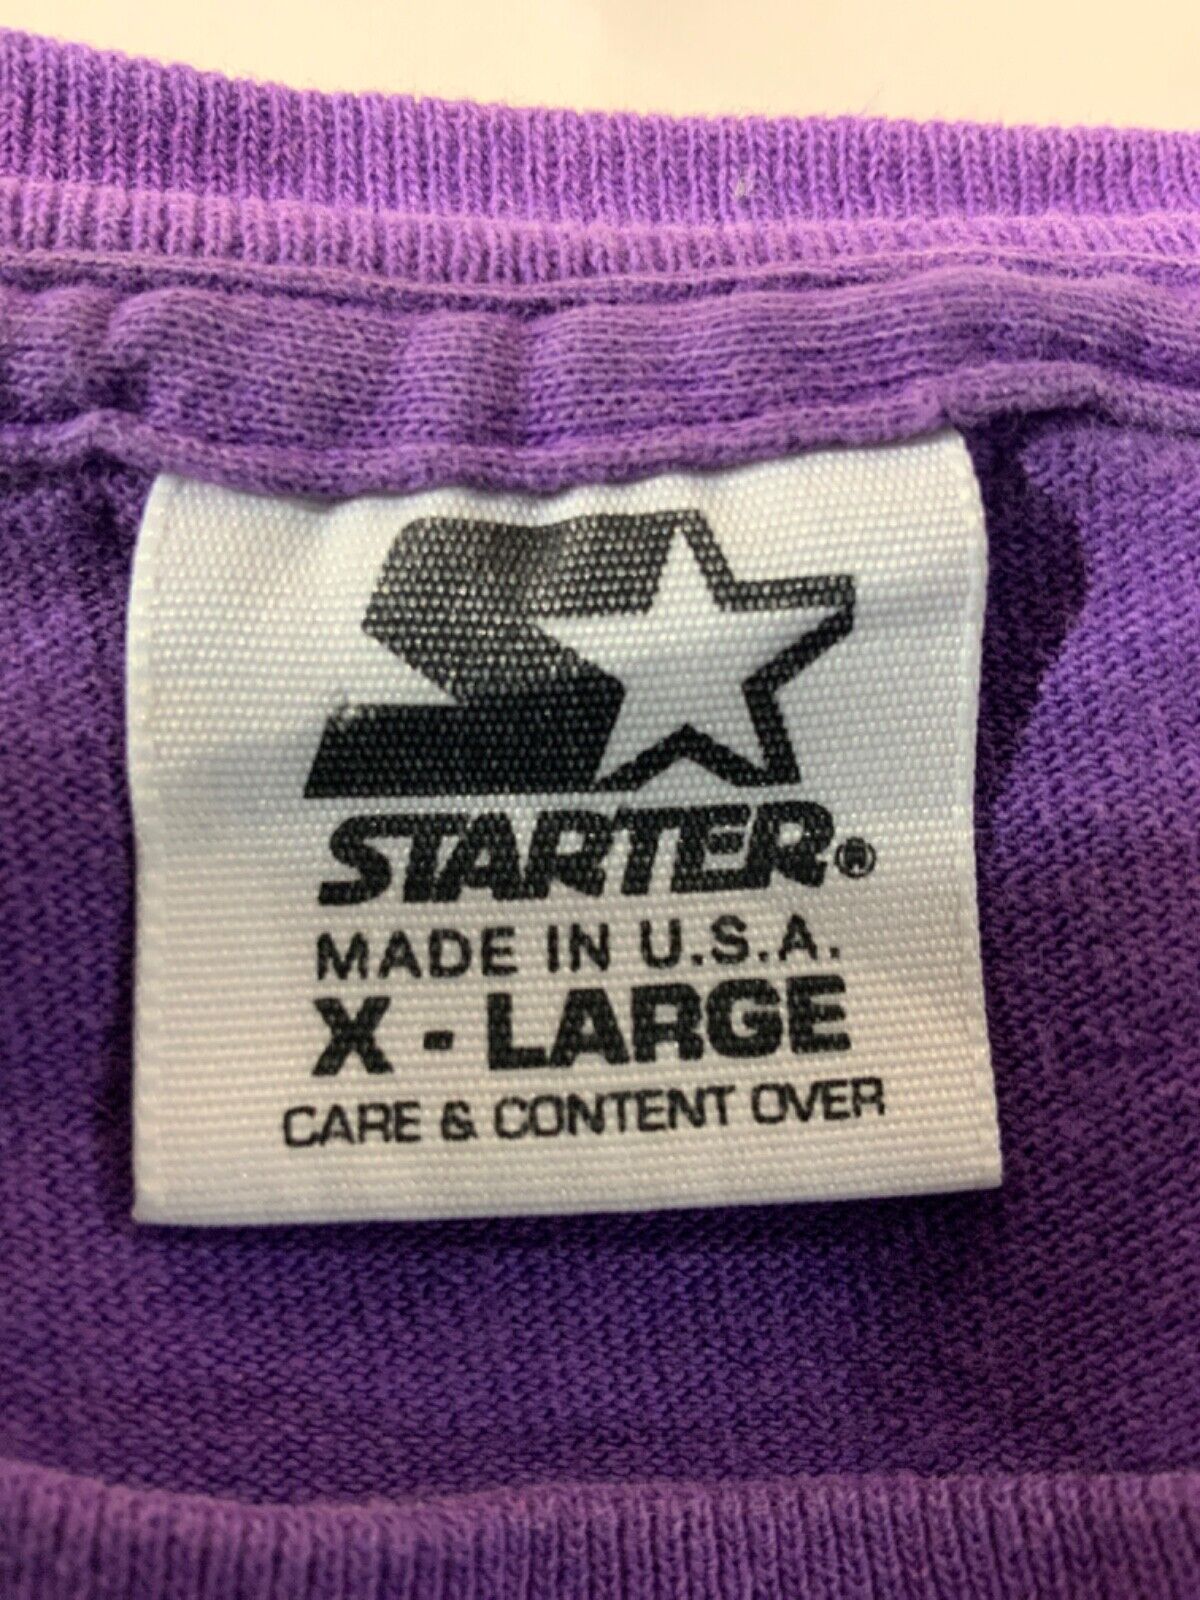 STARTER®
MADE IN U.S.A.
X - LARGE
CARE & CONTENT OVER